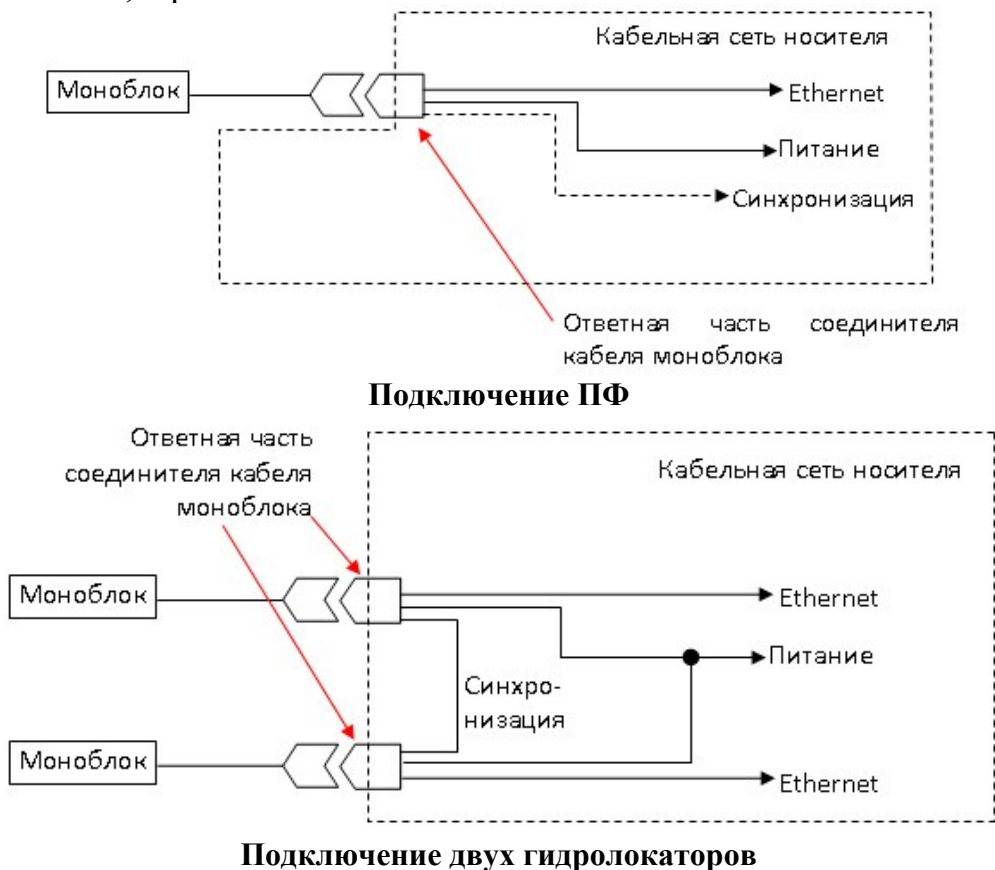 Кабельная сеть носителя
Моноблок
Ethernet
Питание
Синхронизация
Ответная часть соединителя
кабеля моноблока
Подключение ПФ
Ответная часть
соединителя кабеля
моноблока
Кабельная сеть носителя
Моноблок
Ethernet
Питание
Синхро-
низация
Моноблок
Ethernet
Подключение двух гидролокаторов